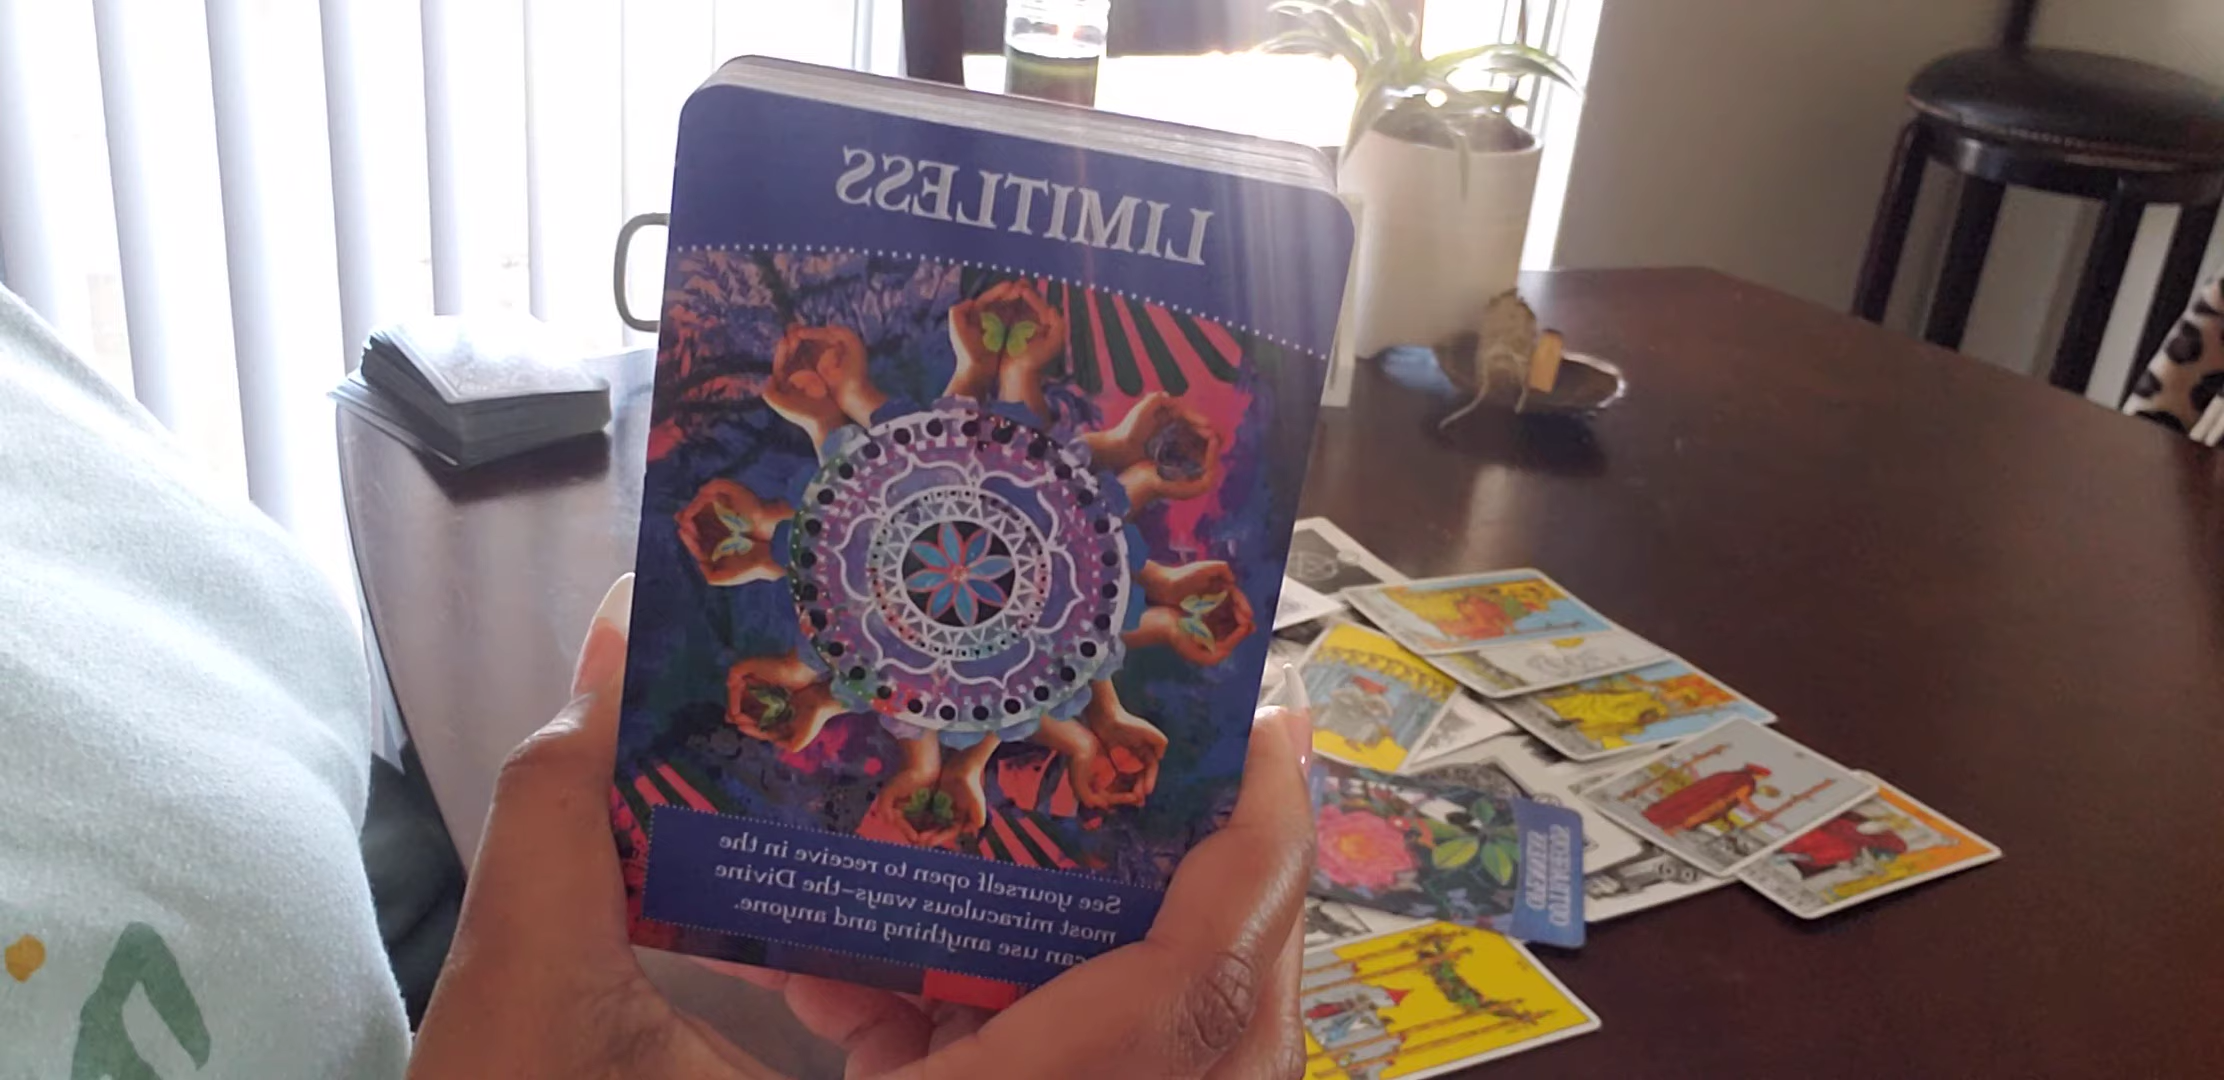 LIMITLESS
See yourself open to receive in the
most miraculous ways—the Divine
can use anything and anyone.